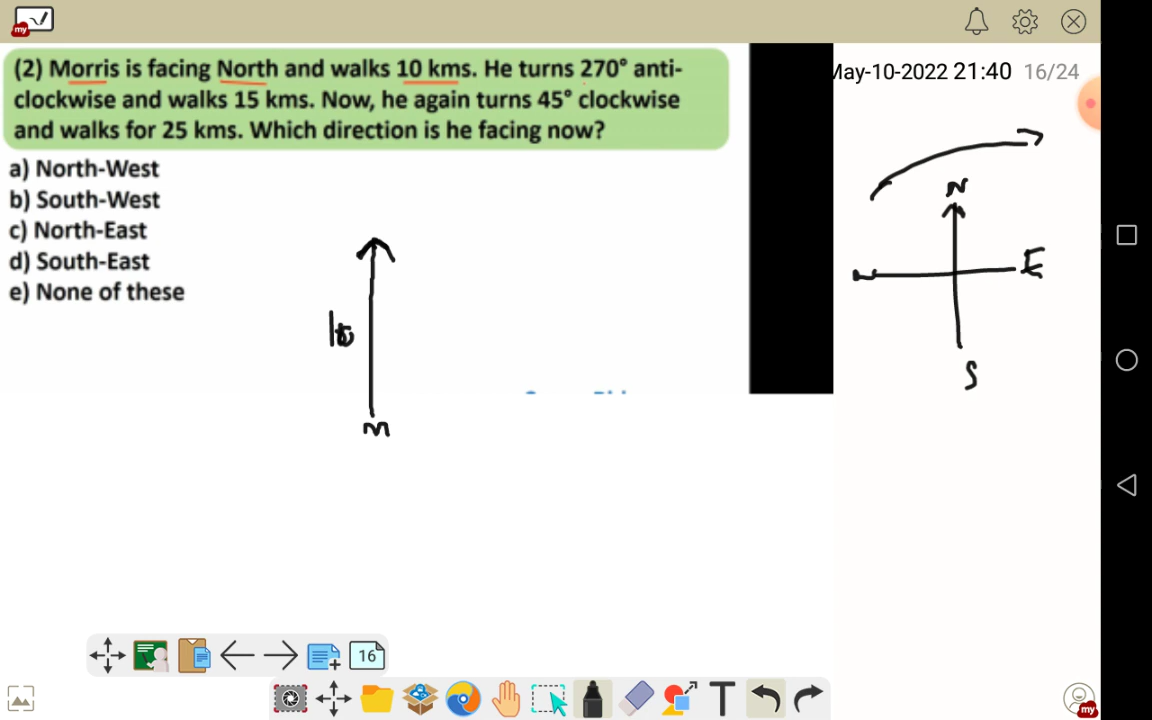 (2) Morris is facing North and walks 10 kms. He turns 270° anti-
clockwise and walks 15 kms. Now, he again turns 45° clockwise
and walks for 25 kms. Which direction is he facing now?
a) North-West
b) South-West
c) North-East
d) South-East
e) None of these
May-10-2022 21:40 16/24
N
E
S
M
16
my
my